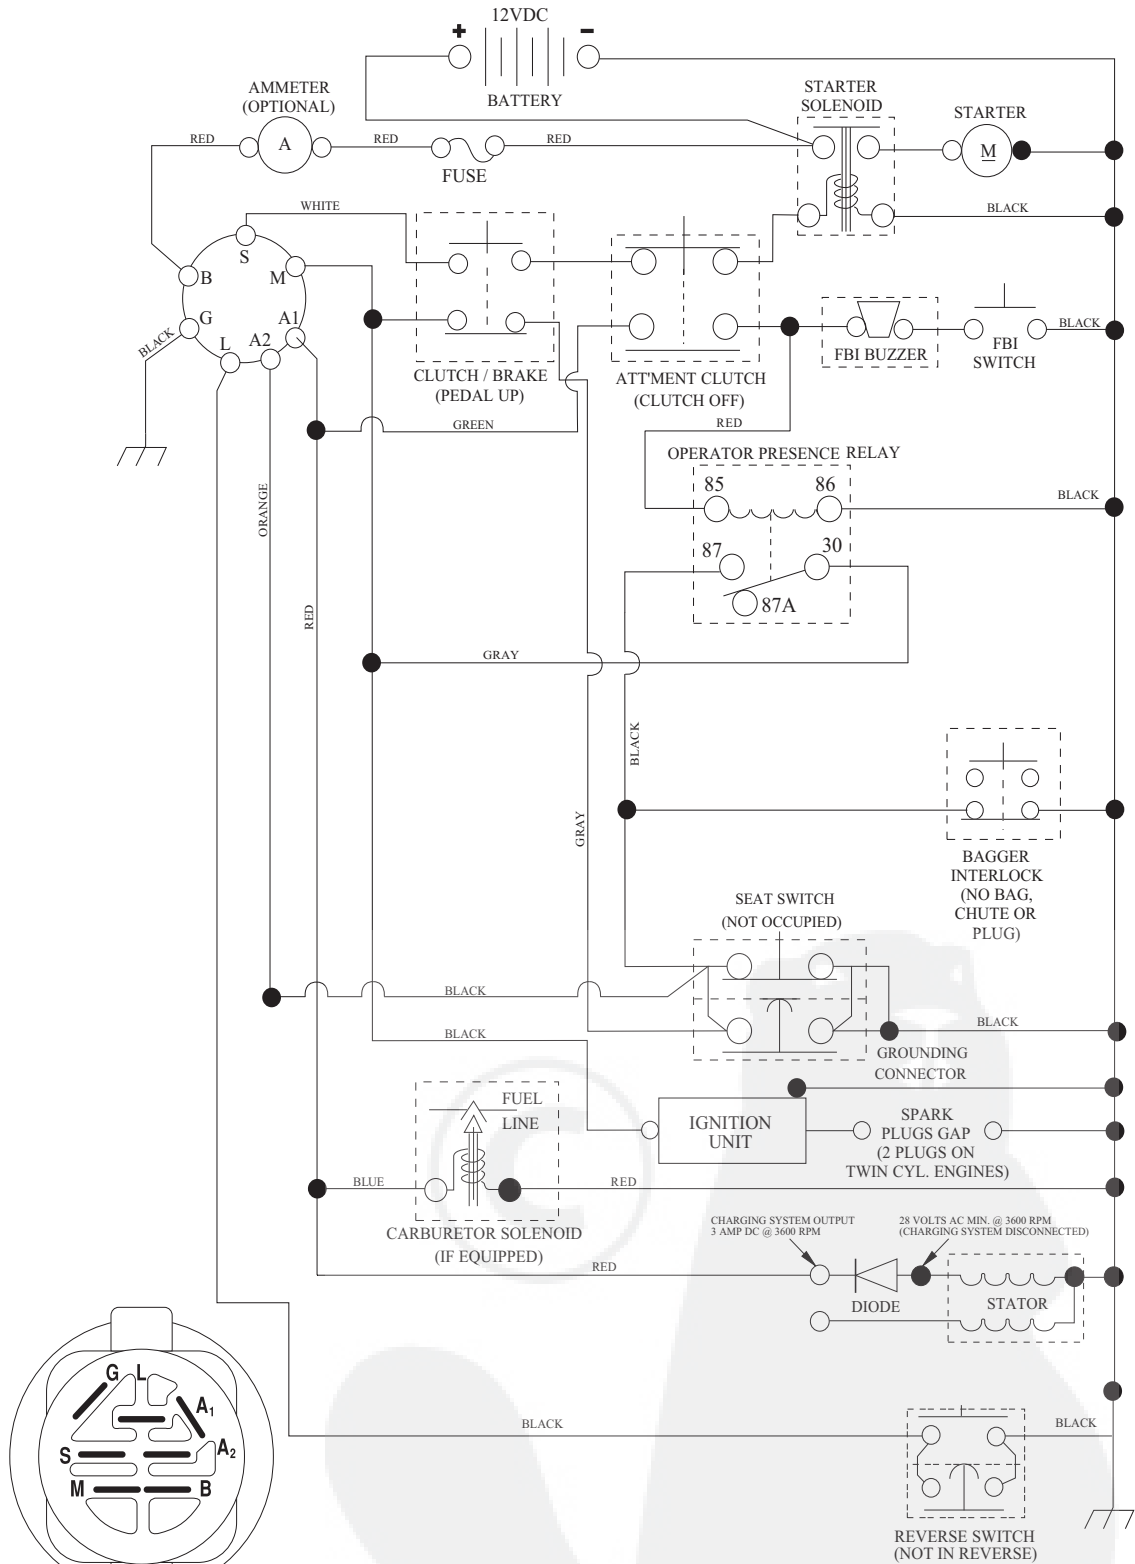 12VDC
+ −
BATTERY
AMMETER
(OPTIONAL)
RED
A
RED
RED
FUSE
STARTER
SOLENOID
STARTER
M
BLACK
WHITE
S
B
M
G
A1
L
A2
BLACK
CLUTCH / BRAKE
(PEDAL UP)
ATT'MENT CLUTCH
(CLUTCH OFF)
FBI BUZZER
FBI
SWITCH
BLACK
GREEN
RED
OPERATOR PRESENCE RELAY
85
86
87
30
87A
BLACK
ORANGE
RED
GRAY
BLACK
GRAY
BAGGER
INTERLOCK
(NO BAG,
CHUTE OR
PLUG)
SEAT SWITCH
(NOT OCCUPIED)
BLACK
BLACK
BLACK
GROUNDING
CONNECTOR
FUEL
LINE
IGNITION
UNIT
SPARK
PLUGS GAP
(2 PLUGS ON
TWIN CYL. ENGINES)
BLUE
RED
CARBURETOR SOLENOID
(IF EQUIPPED)
CHARGING SYSTEM OUTPUT
3 AMP DC @ 3600 RPM
28 VOLTS AC MIN. @ 3600 RPM
(CHARGING SYSTEM DISCONNECTED)
RED
DIODE
STATOR
G L
A1
A2
S
M
B
BLACK
BLACK
REVERSE SWITCH
(NOT IN REVERSE)
©